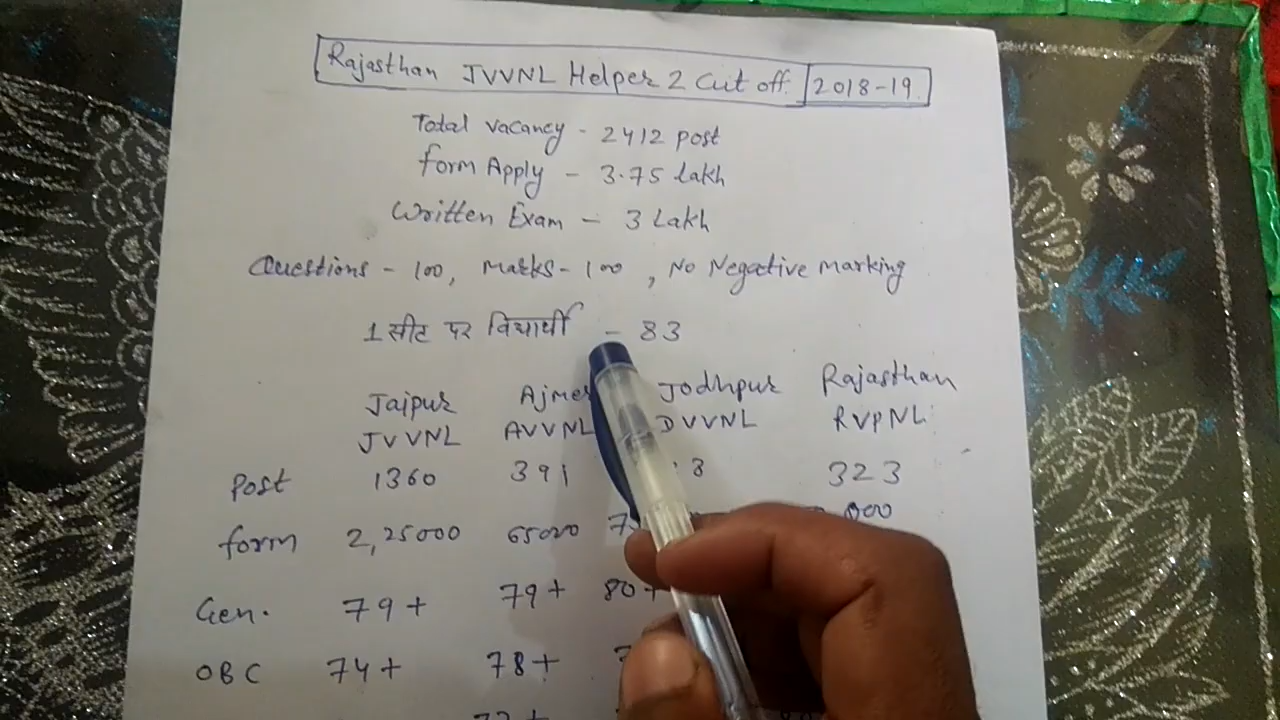 Rajasthan JVVNL Helper 2 Cut off. 2018-19.
Total vacancy - 2412 post
form Apply - 3.75 lakh
Written Exam - 3 Lakh
Questions - 100, Marks - 100, No Negative marking
1 सीट पर विद्यार्थी - 83
Jaipur Ajmer Jodhpur Rajasthan
JVVNL AVVNL DVVNL RVPNL
Post 1360 391 323
form 2,25000 65000
Gen. 79+ 79+ 80+
OBC 74+ 78+